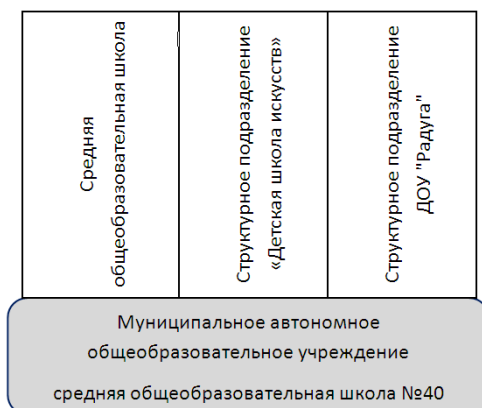 Средняя
общеобразовательная школа
Структурное подразделение
«Детская школа искусств»
Структурное подразделение
ДОУ "Радуга"
Муниципальное автономное
общеобразовательное учреждение
средняя общеобразовательная школа №40